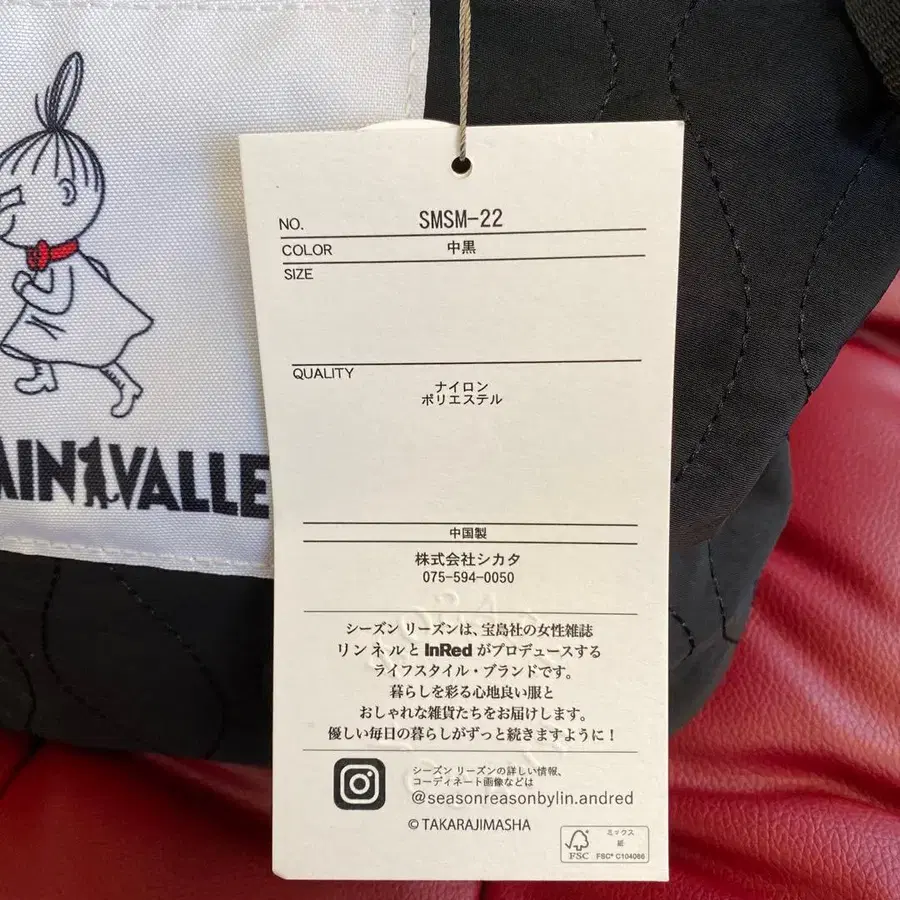 MAIN VALLE
NO. SMSM-22
COLOR 中黒
SIZE
QUALITY
ナイロン
ポリエステル
中国製
株式会社シカタ
075-594-0050
シーズン リーズンは、宝島社の女性雑誌
リンネルと InRed がプロデュースする
ライフスタイル・ブランドです。
暮らしを彩る心地良い服と
おしゃれな雑貨たちをお届けします。
優しい毎日の暮らしがずっと続きますように！
シーズン リーズンの詳しい情報、
コーディネート画像などは
@seasonreasonbylin.andred
© TAKARAJIMASHA
ミックス
紙
FSC
FSC® C104086